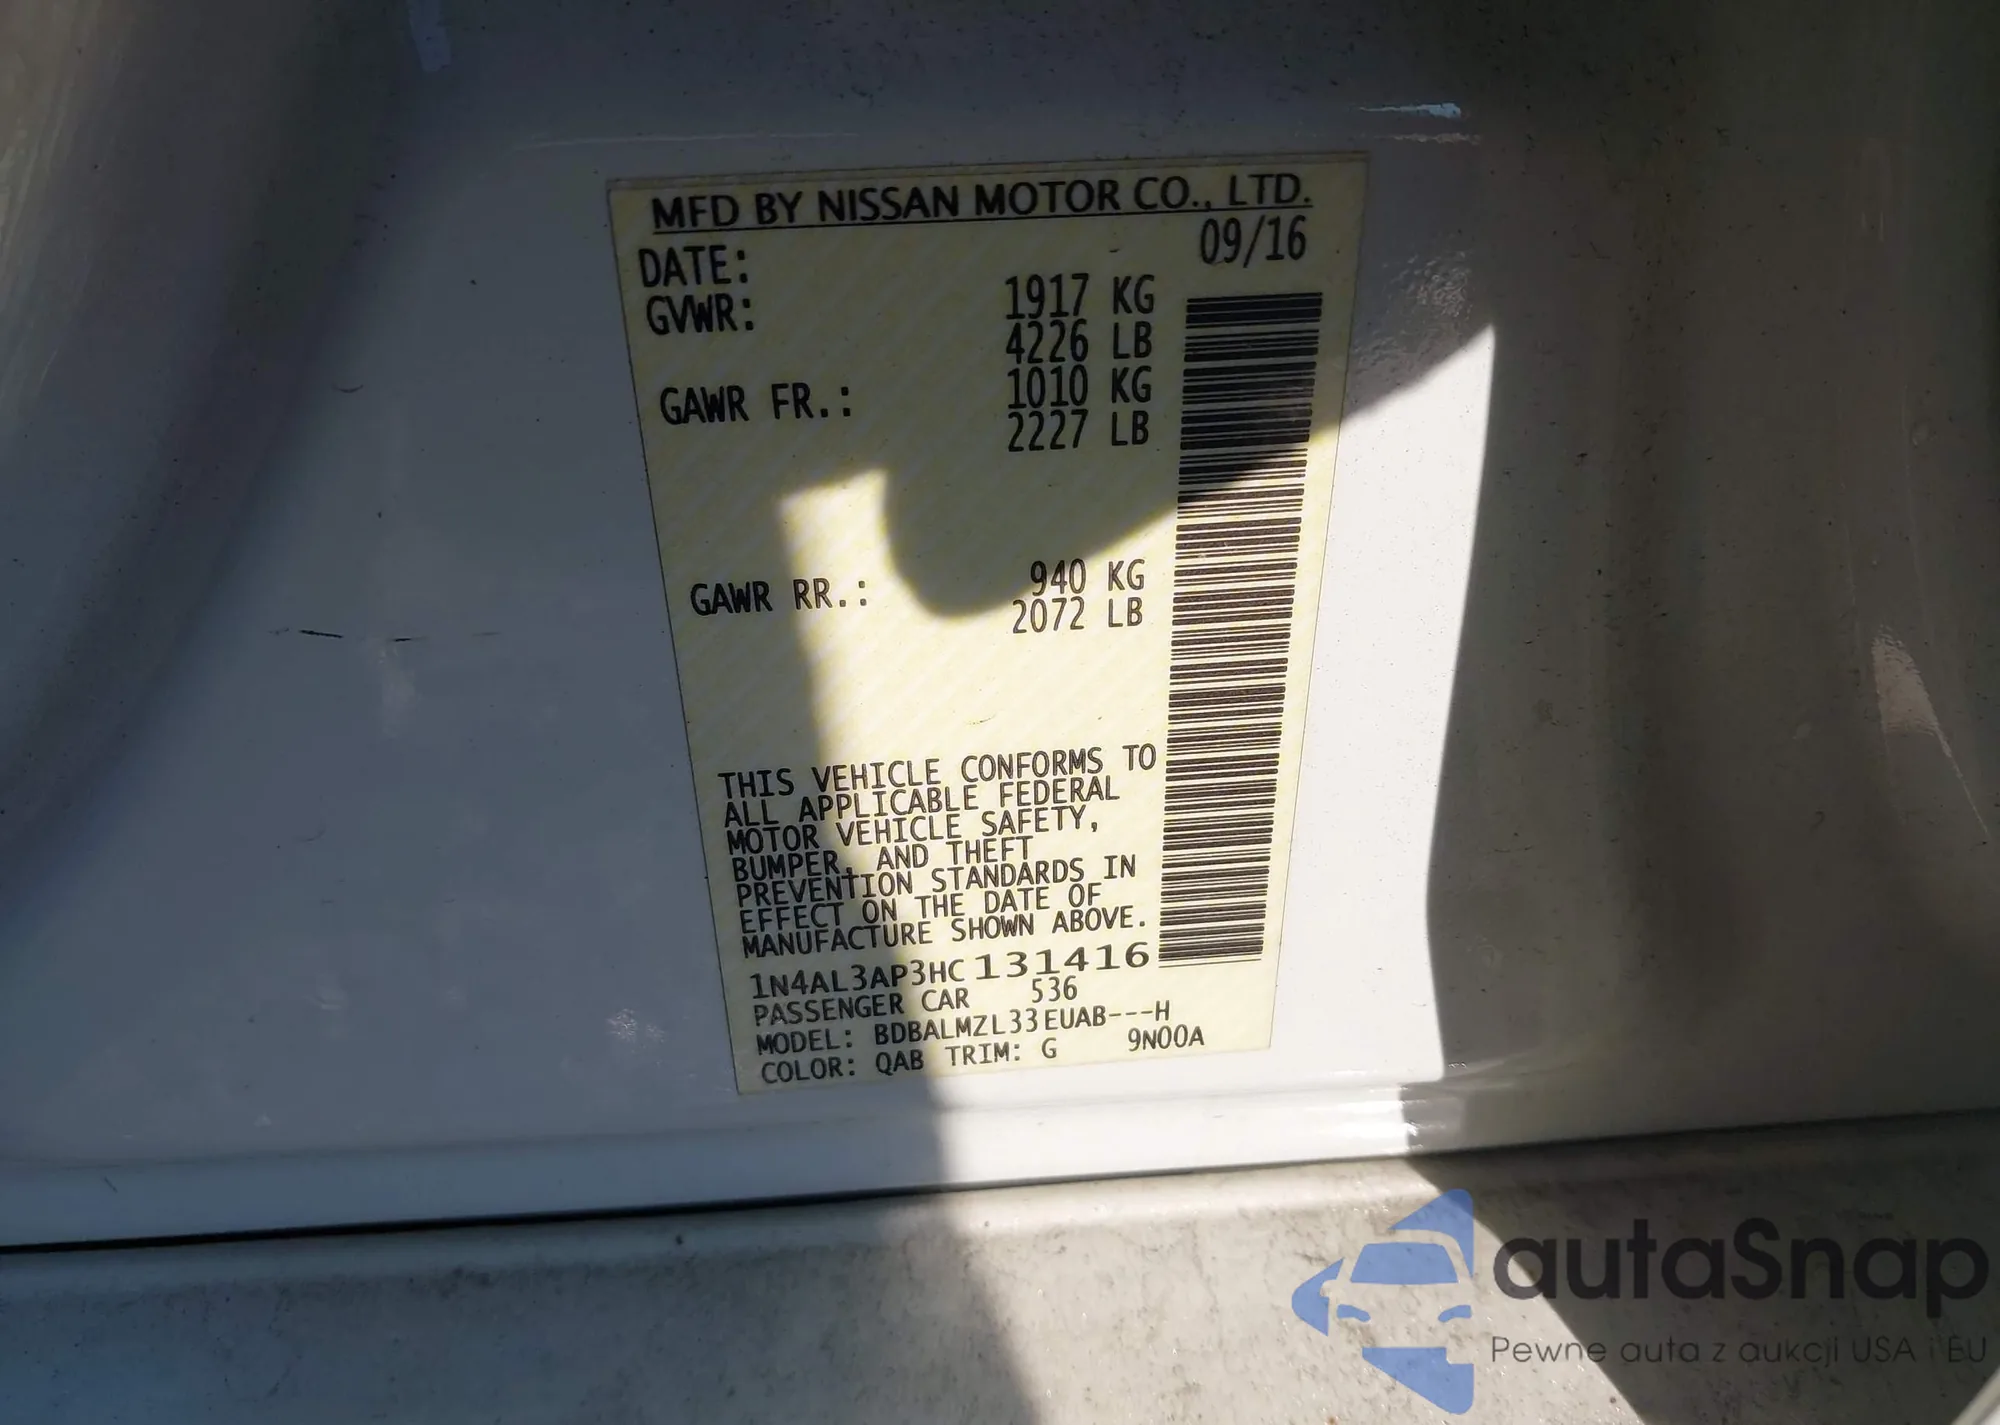 MFD BY NISSAN MOTOR CO., LTD.
DATE: 09/16
GVWR: 1917 KG
4226 LB
GAWR FR.: 1010 KG
2227 LB
GAWR RR.: 940 KG
2072 LB
THIS VEHICLE CONFORMS TO
ALL APPLICABLE FEDERAL
MOTOR VEHICLE SAFETY,
BUMPER, AND THEFT
PREVENTION STANDARDS IN
EFFECT ON THE DATE OF
MANUFACTURE SHOWN ABOVE.
1N4AL3AP3HC131416
PASSENGER CAR 536
MODEL: BDBALMZL33EUAB---H
COLOR: QAB TRIM: G 9N00A
autaSnap
Pewne auta z aukcji USA i EU